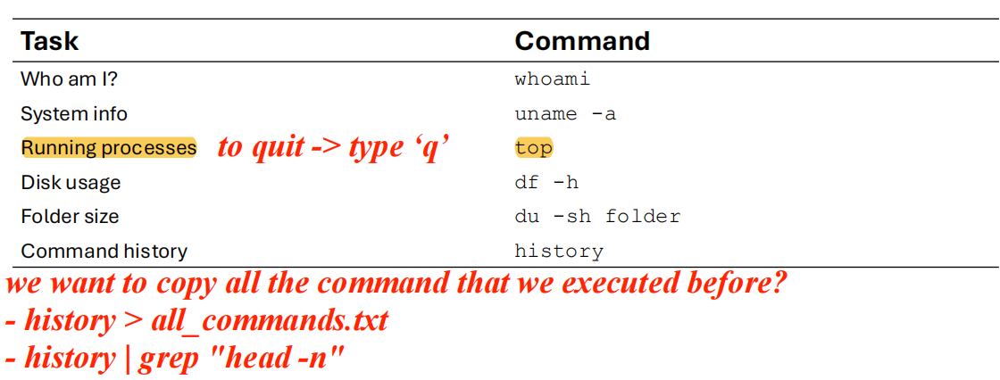 Task Command
Who am I? whoami
System info uname -a
Running processes to quit -> type ‘q’ top
Disk usage df -h
Folder size du -sh folder
Command history history
we want to copy all the command that we executed before?
- history > all_commands.txt
- history | grep "head -n"